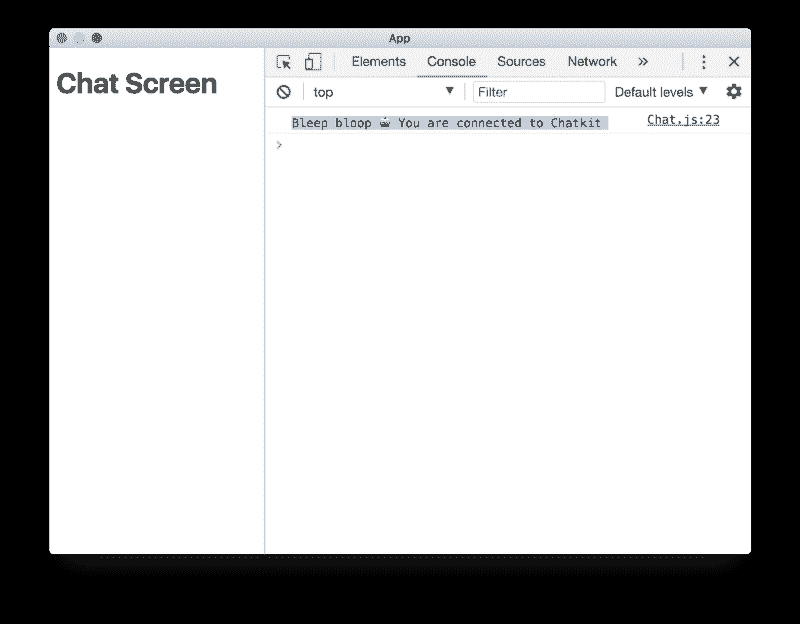 App
Chat Screen
Elements Console Sources Network »
top Filter Default levels
Bleep bloop 🤖 You are connected to Chatkit Chat.js:23
>